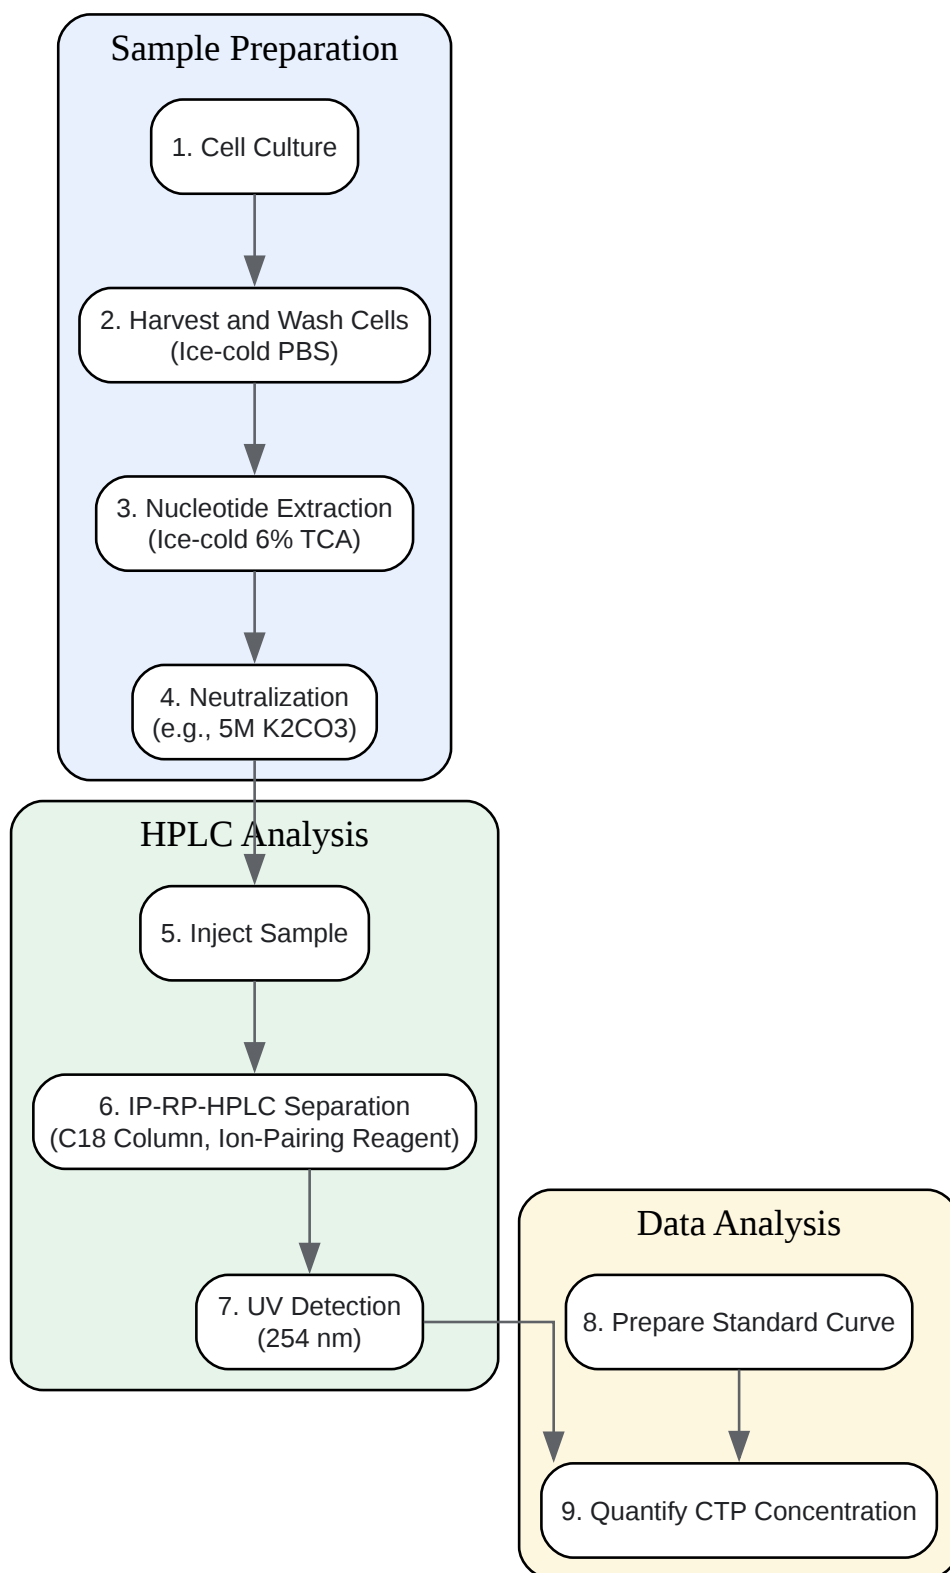 Sample Preparation
1. Cell Culture
2. Harvest and Wash Cells
(Ice-cold PBS)
3. Nucleotide Extraction
(Ice-cold 6% TCA)
4. Neutralization
(e.g., 5M K2CO3)
HPLC Analysis
5. Inject Sample
6. IP-RP-HPLC Separation
(C18 Column, Ion-Pairing Reagent)
7. UV Detection
(254 nm)
Data Analysis
8. Prepare Standard Curve
9. Quantify CTP Concentration